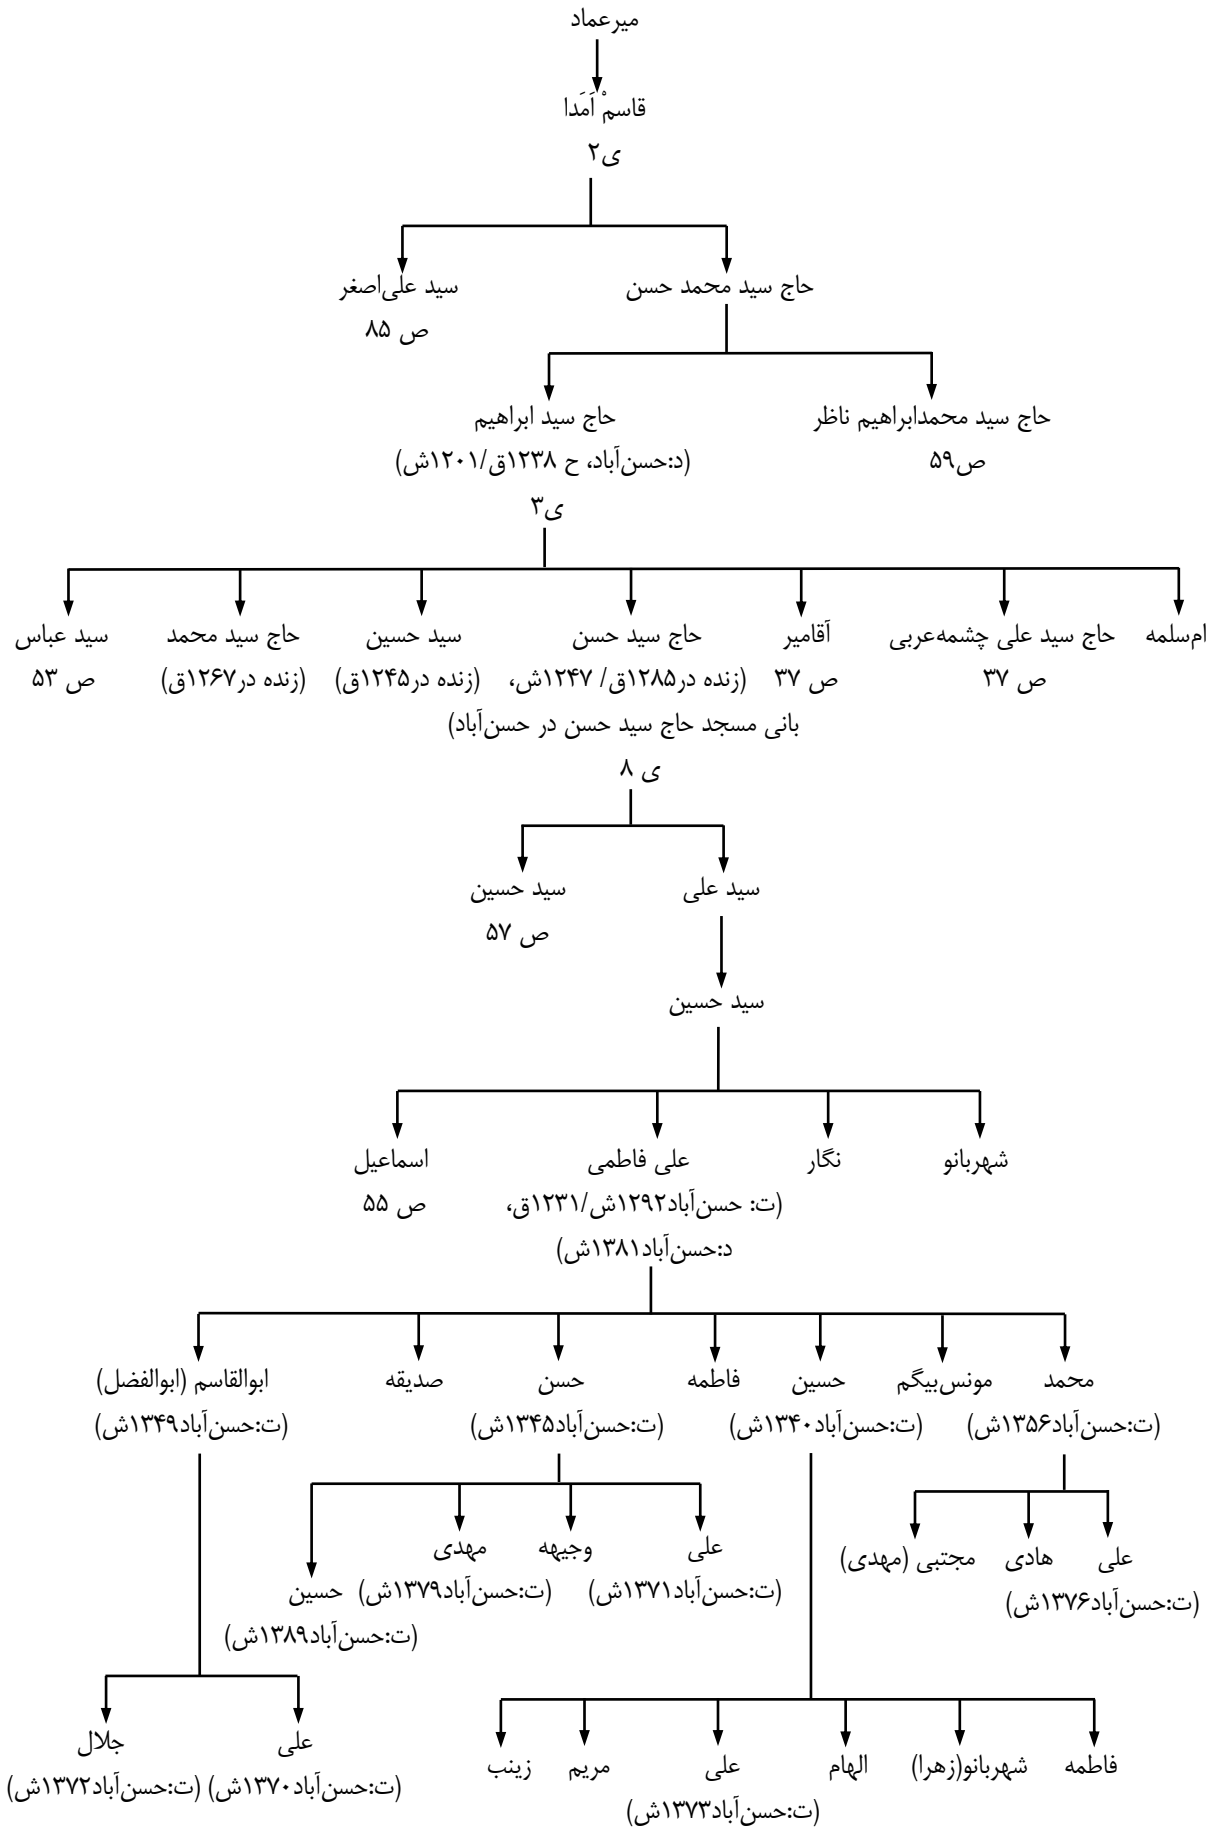 میرعماد
قاسمْ اَمَدا
ی۲
حاج سید محمد حسن
سید علی‌اصغر
ص ۸۵
حاج سید محمدابراهیم ناظر
حاج سید ابراهیم
ص۵۹
(د:حسن‌آباد، ح ۱۲۳۸ق/۱۲۰۱ش)
ی۳
ام‌سلمه
حاج سید علی چشمه‌عربی
آقامیر
حاج سید حسن
سید حسین
حاج سید محمد
سید عباس
ص ۳۷
ص ۳۷
(زنده در۱۲۸۵ق/ ۱۲۴۷ش،
(زنده در۱۲۴۵ق)
(زنده در۱۲۶۷ق)
ص ۵۳
بانی مسجد حاج سید حسن در حسن‌آباد)
ی ۸
سید علی
سید حسین
ص ۵۷
سید حسین
شهربانو
نگار
علی فاطمی
اسماعیل
(ت: حسن‌آباد۱۲۹۲ش/۱۲۳۱ق،
ص ۵۵
د:حسن‌آباد۱۳۸۱ش)
محمد
مونس‌بیگم
حسین
فاطمه
حسن
صدیقه
ابوالقاسم (ابوالفضل)
(ت:حسن‌آباد۱۳۵۶ش)
(ت:حسن‌آباد۱۳۴۰ش)
(ت:حسن‌آباد۱۳۴۵ش)
(ت:حسن‌آباد۱۳۴۹ش)
علی
هادی
مجتبی (مهدی)
(ت:حسن‌آباد۱۳۷۶ش)
علی
وجیهه
مهدی
حسین
(ت:حسن‌آباد۱۳۷۱ش)
(ت:حسن‌آباد۱۳۷۹ش)
(ت:حسن‌آباد۱۳۸۹ش)
علی
جلال
(ت:حسن‌آباد۱۳۷۰ش)
(ت:حسن‌آباد۱۳۷۲ش)
فاطمه
شهربانو(زهرا)
الهام
علی
مریم
زینب
(ت:حسن‌آباد۱۳۷۳ش)